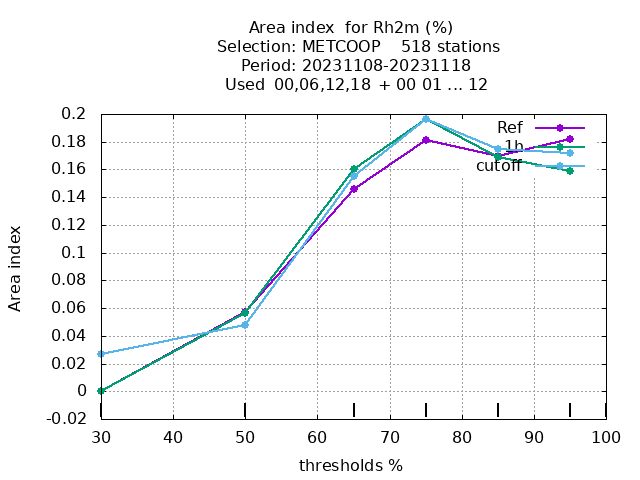 Area index  for Rh2m (%)
Selection: METCOOP    518 stations
Period: 20231108-20231118
Used  00,06,12,18 + 00 01 ... 12
0.2
0.18
0.16
0.14
0.12
0.1
0.08
0.06
0.04
0.02
0
-0.02
Area index
Ref
1h
cutoff
30 40 50 60 70 80 90 100
thresholds %